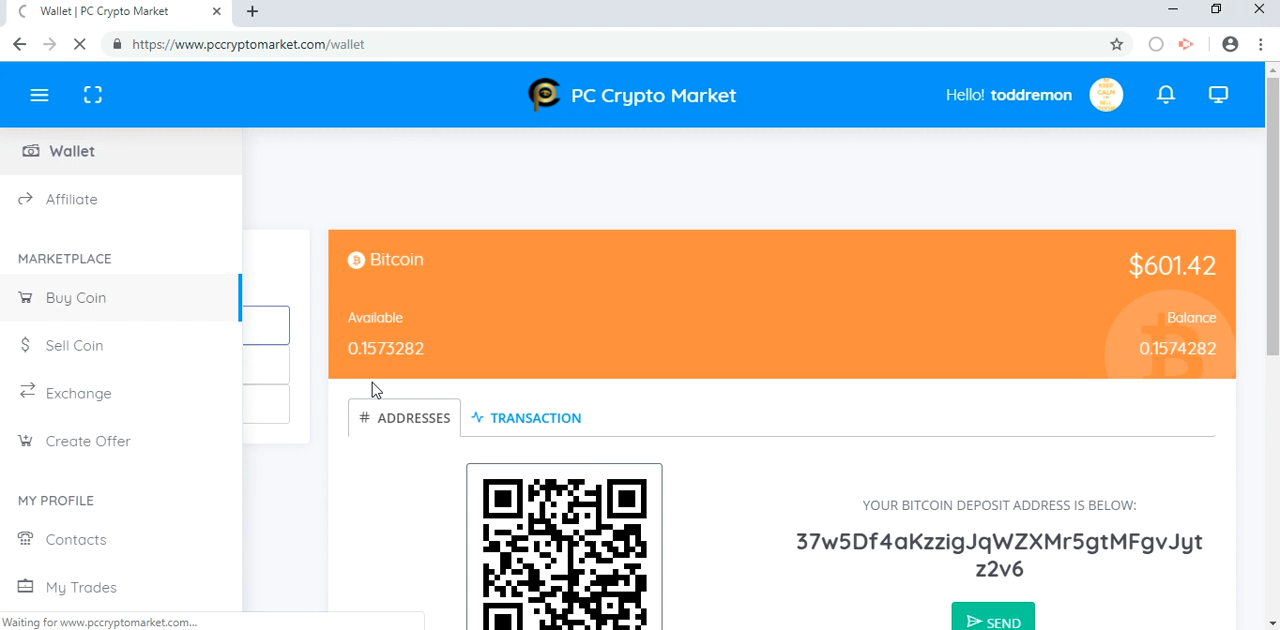 Wallet | PC Crypto Market
https://www.pccryptomarket.com/wallet
PC Crypto Market
Hello! toddremon
Wallet
Affiliate
MARKETPLACE
Buy Coin
Sell Coin
Exchange
Create Offer
MY PROFILE
Contacts
My Trades
Waiting for www.pccryptomarket.com...
Bitcoin
$601.42
Available
Balance
0.1573282
0.1574282
# ADDRESSES
TRANSACTION
YOUR BITCOIN DEPOSIT ADDRESS IS BELOW:
37w5Df4aKzzigJqWZXMr5gtMFgvJyt
z2v6
SEND